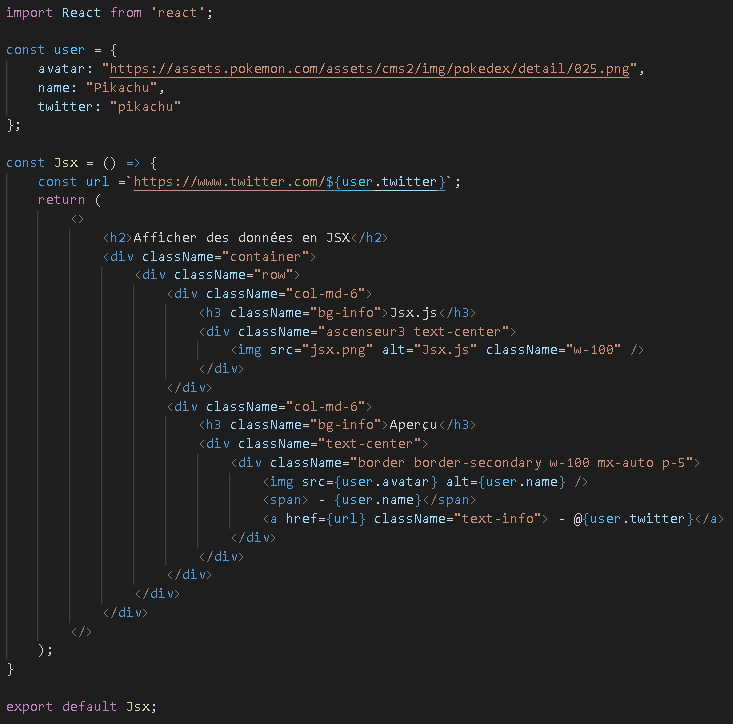 import React from 'react';
const user = {
avatar: "https://assets.pokemon.com/assets/cms2/img/pokedex/detail/025.png",
name: "Pikachu",
twitter: "pikachu"
};
const Jsx = () => {
const url =`https://www.twitter.com/${user.twitter}`;
return (
<>
<h2>Afficher des données en JSX</h2>
<div className="container">
<div className="row">
<div className="col-md-6">
<h3 className="bg-info">Jsx.js</h3>
<div className="ascenseur3 text-center">
<img src="jsx.png" alt="Jsx.js" className="w-100" />
</div>
</div>
<div className="col-md-6">
<h3 className="bg-info">Aperçu</h3>
<div className="text-center">
<div className="border border-secondary w-100 mx-auto p-5">
<img src={user.avatar} alt={user.name} />
<span> - {user.name}</span>
<a href={url} className="text-info"> - @{user.twitter}</a>
</div>
</div>
</div>
</div>
</div>
</>
);
}
export default Jsx;